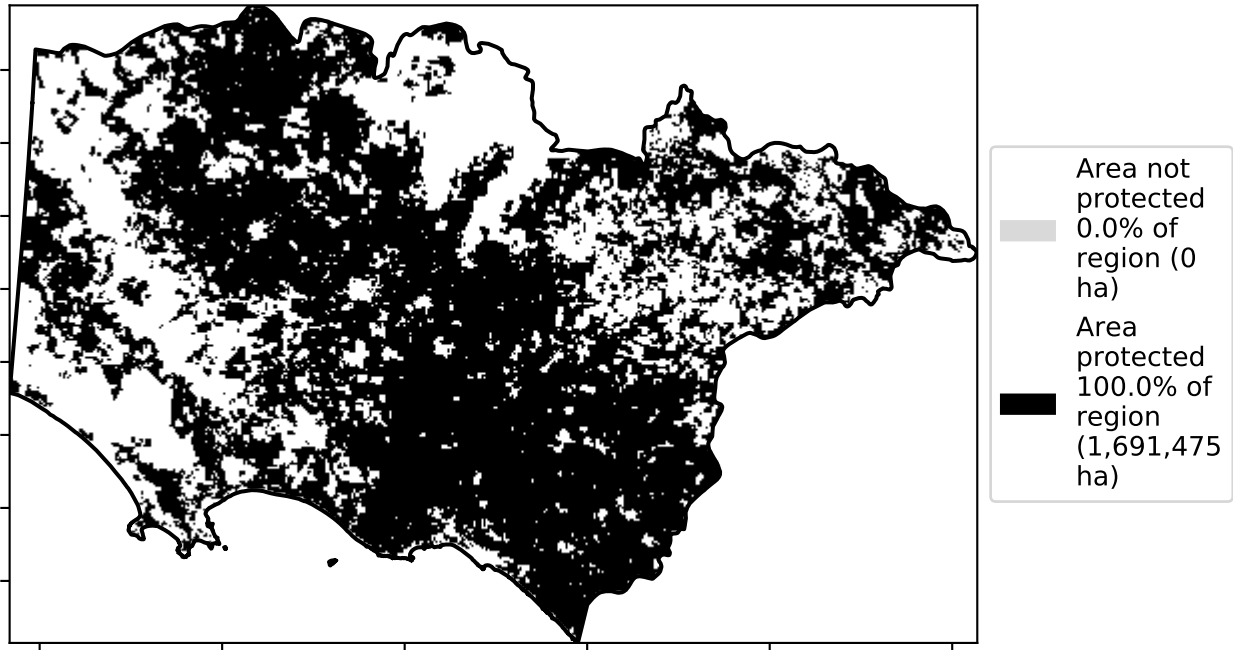 Area not
protected
0.0% of
region (0
ha)
Area
protected
100.0% of
region
(1,691,475
ha)